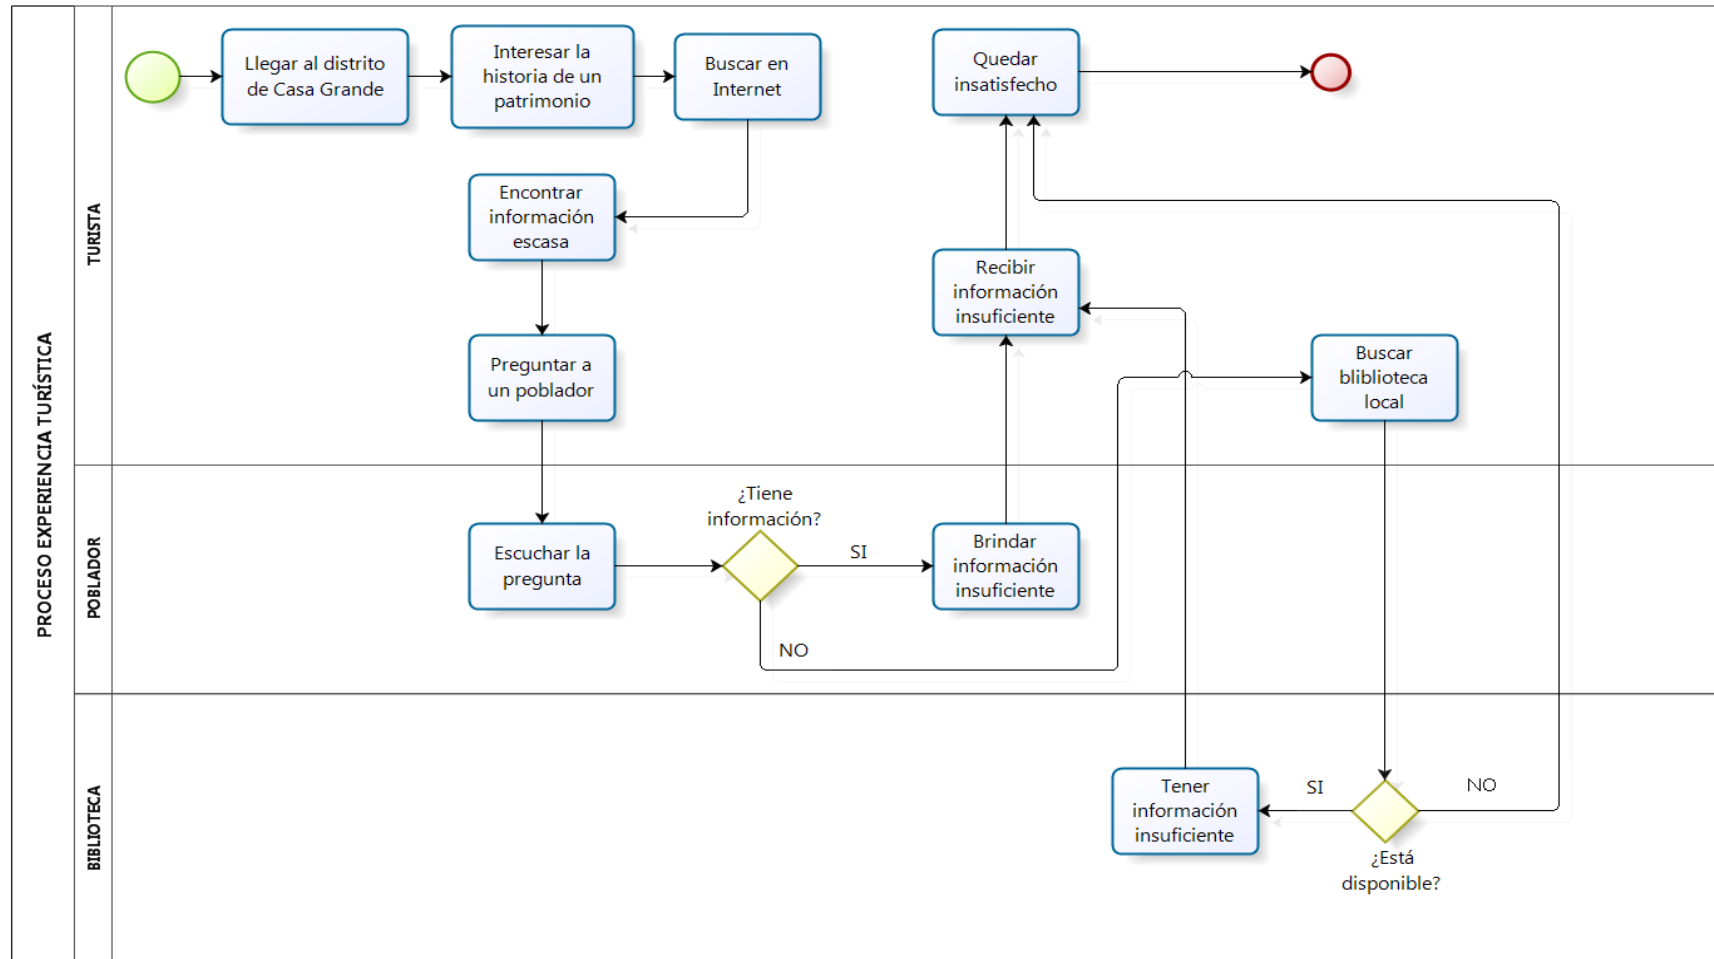 PROCESO EXPERIENCIA TURÍSTICA
TURISTA
Llegar al distrito
de Casa Grande
Interesar la
historia de un
patrimonio
Buscar en
Internet
Quedar
insatisfecho
Encontrar
información
escasa
Recibir
información
insuficiente
Preguntar a
un poblador
Buscar
bliblioteca
local
POBLADOR
Escuchar la
pregunta
¿Tiene
información?
SI
NO
Brindar
información
insuficiente
BIBLIOTECA
Tener
información
insuficiente
SI
NO
¿Está
disponible?